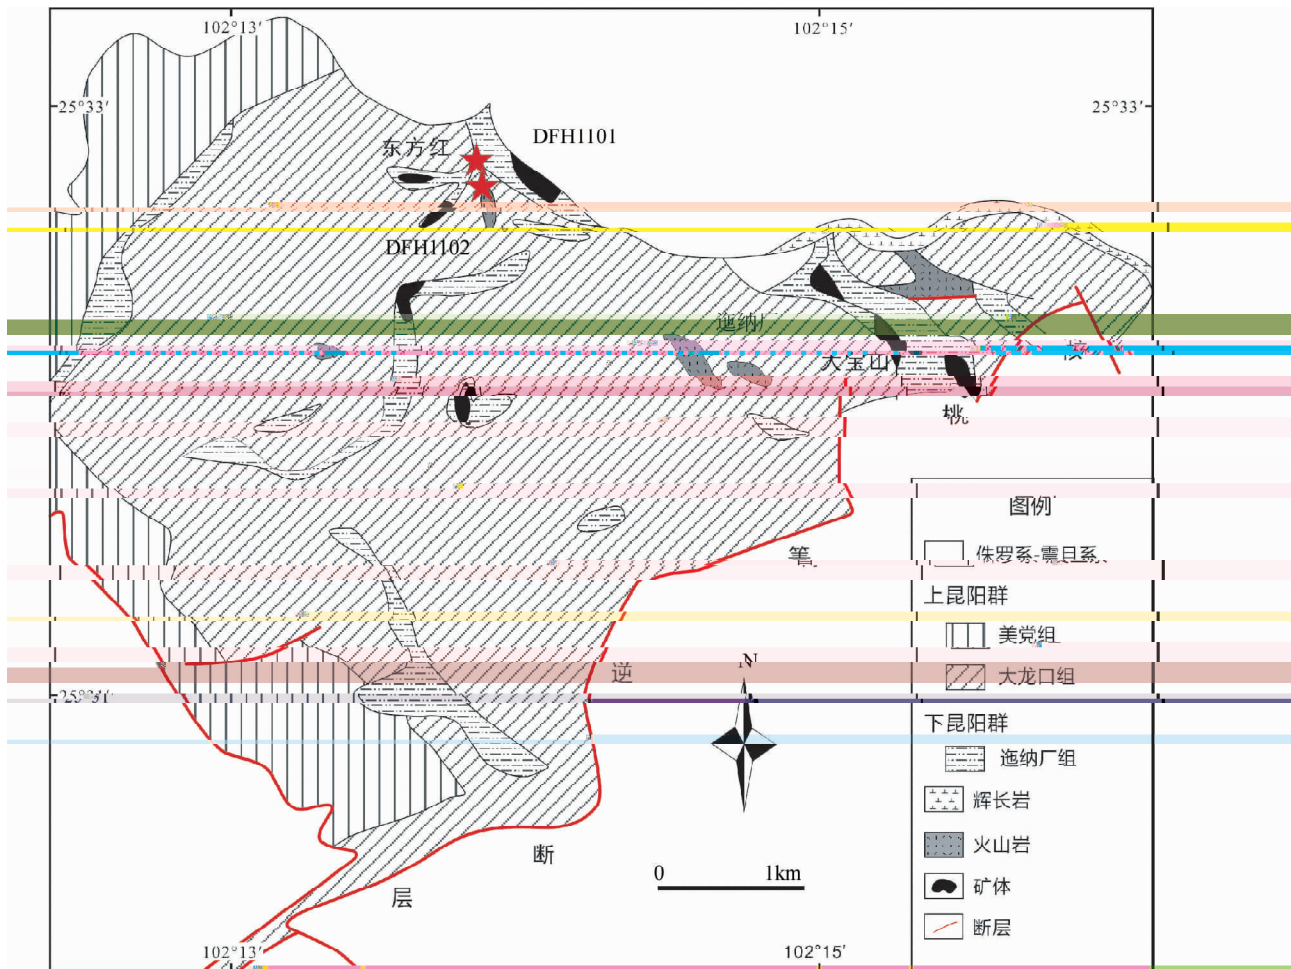 102°13′
102°15′
25°33′
25°33′
DFH1101
东方红
DFH1102
迤纳厂
大宝山
桉
桃
图例
侏罗系-震旦系
笔
上昆阳群
美党组
逆
N
大龙口组
25°31′
下昆阳群
迤纳厂组
辉长岩
火山岩
断
0 1km
矿体
层
断层
102°13′
102°15′